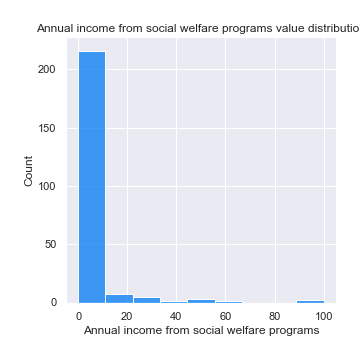 Annual income from social welfare programs value distributio
200
150
100
50
0
Count
0 20 40 60 80 100
Annual income from social welfare programs